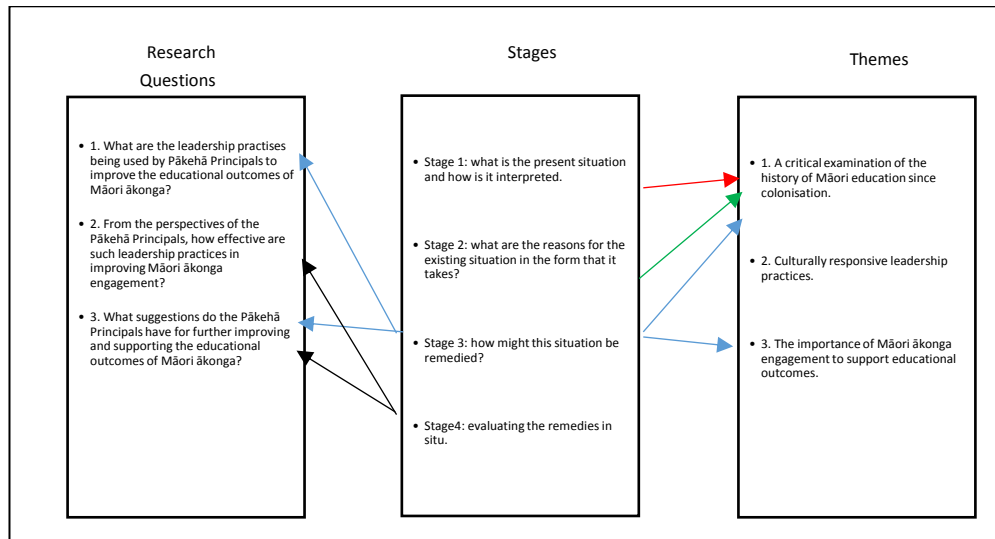 Research
Questions
• 1. What are the leadership practises
being used by Pākehā Principals to
improve the educational outcomes of
Māori ākonga?
• 2. From the perspectives of the
Pākehā Principals, how effective are
such leadership practices in
improving Māori ākonga
engagement?
• 3. What suggestions do the Pākehā
Principals have for further improving
and supporting the educational
outcomes of Māori ākonga?
Stages
• Stage 1: what is the present situation
and how is it interpreted.
• Stage 2: what are the reasons for the
existing situation in the form that it
takes?
• Stage 3: how might this situation be
remedied?
• Stage4: evaluating the remedies in
situ.
Themes
• 1. A critical examination of the
history of Māori education since
colonisation.
• 2. Culturally responsive leadership
practices.
• 3. The importance of Māori ākonga
engagement to support educational
outcomes.